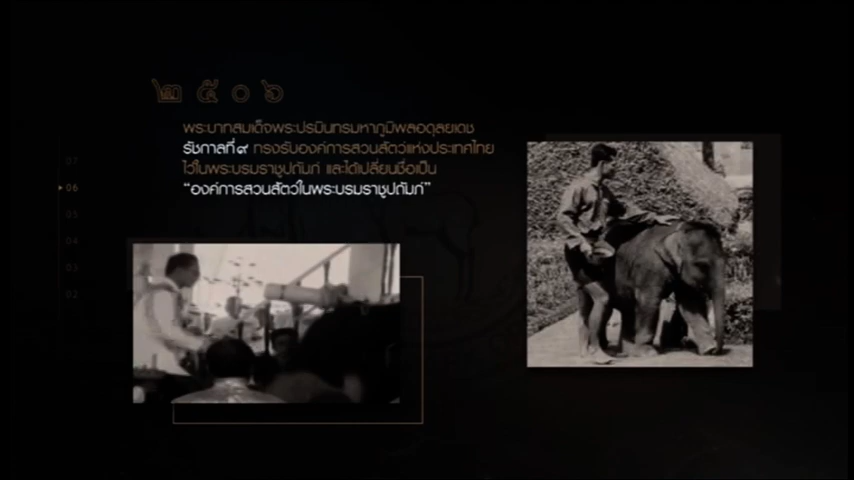 ๒๕๐๖
พระบาทสมเด็จพระปรมินทรมหาภูมิพลอดุลยเดช
รัชกาลที่๙ ทรงรับองค์การสวนสัตว์แห่งประเทศไทย
ไว้ในพระบรมราชูปถัมภ์ และได้เปลี่ยนชื่อเป็น
“องค์การสวนสัตว์ในพระบรมราชูปถัมภ์”
07
06
05
04
03
02